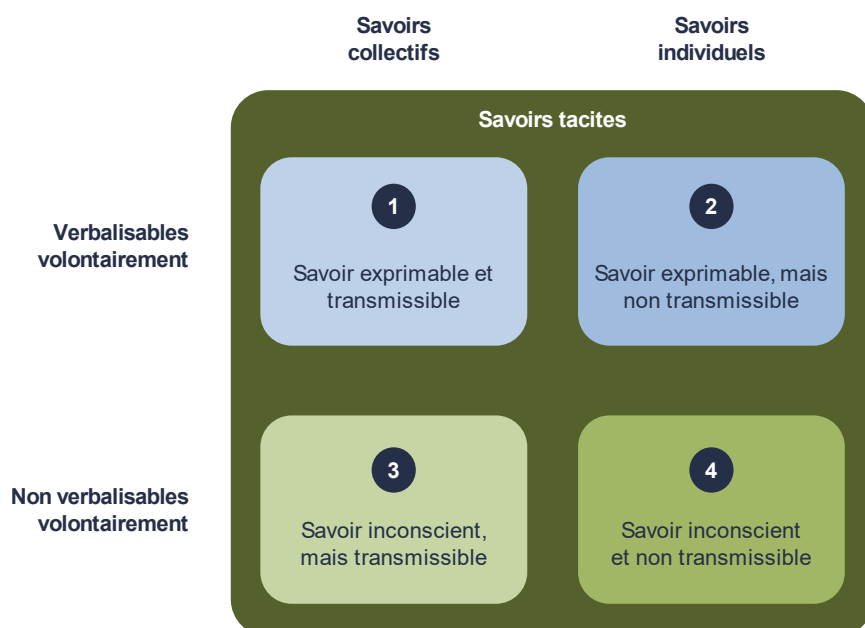 Savoirs
collectifs
Savoirs
individuels
Savoirs tacites
Verbalisables
volontairement
1
Savoir exprimable et
transmissible
2
Savoir exprimable, mais
non transmissible
Non verbalisables
volontairement
3
Savoir inconscient,
mais transmissible
4
Savoir inconscient
et non transmissible